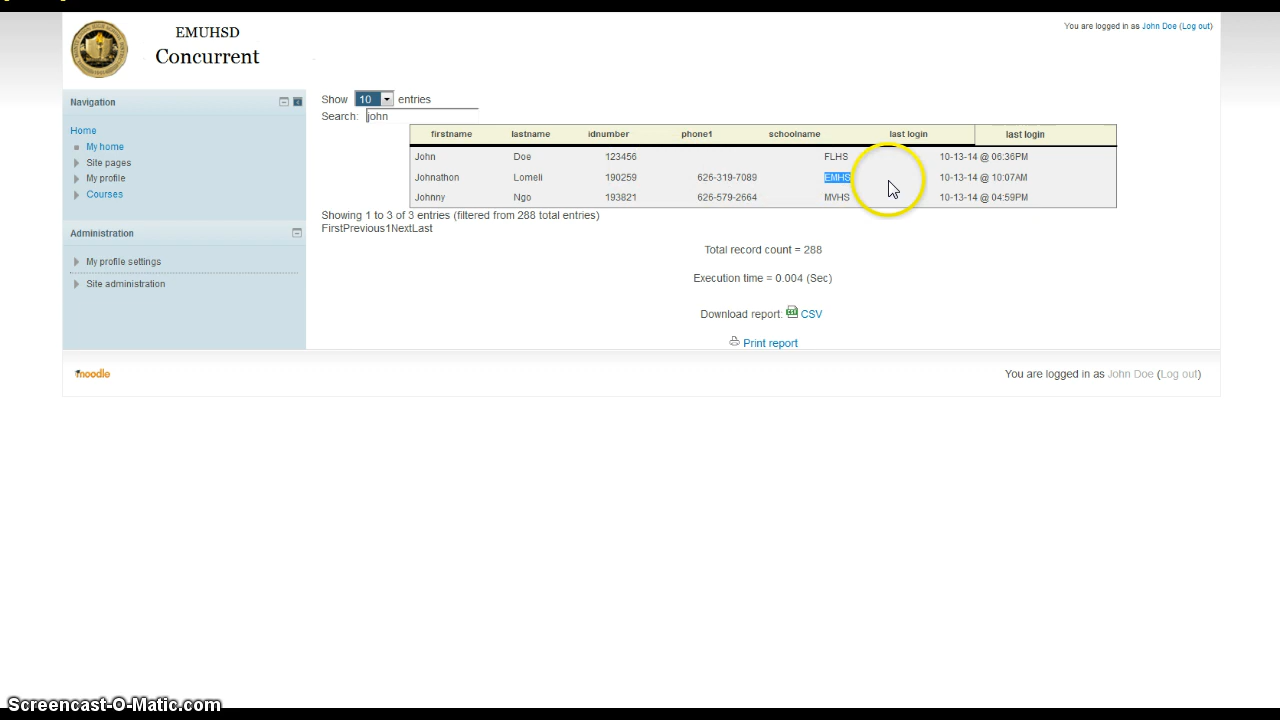 EMUHSD
Concurrent
You are logged in as John Doe (Log out)
Navigation
Home
My home
Site pages
My profile
Courses
Administration
My profile settings
Site administration
Show 10 entries
Search: john
firstname lastname idnumber phone1 schoolname last login last login
John Doe 123456 FLHS 10-13-14 @ 06:36PM
Johnathon Lomeli 190259 626-319-7089 EMHS 10-13-14 @ 10:07AM
Johnny Ngo 193821 626-579-2664 MVHS 10-13-14 @ 04:59PM
Showing 1 to 3 of 3 entries (filtered from 288 total entries)
FirstPrevious1NextLast
Total record count = 288
Execution time = 0.004 (Sec)
Download report: CSV
Print report
moodle
You are logged in as John Doe (Log out)
Screencast-O-Matic.com